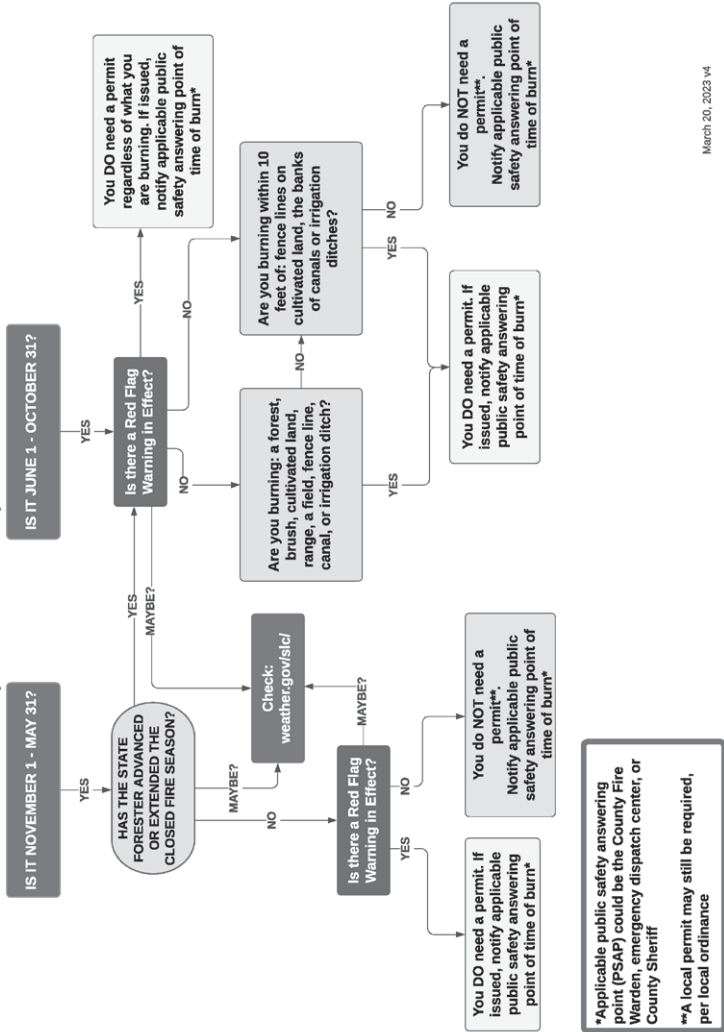 IS IT NOVEMBER 1 - MAY 31?
IS IT JUNE 1 - OCTOBER 31?
YES
YES
HAS THE STATE
FORESTER ADVANCED
OR EXTENDED THE
CLOSED FIRE SEASON?
YES
MAYBE?
Is there a Red Flag
Warning in Effect?
YES
You DO need a permit
regardless of what you
are burning. If issued,
notify applicable public
safety answering point of
time of burn*
MAYBE?
NO
NO
NO
Check:
weather.gov/slc/
Are you burning: a forest,
brush, cultivated land,
range, a field, fence line,
canal, or irrigation ditch?
NO
Are you burning within 10
feet of: fence lines on
cultivated land, the banks
of canals or irrigation
ditches?
Is there a Red Flag
Warning in Effect?
MAYBE?
YES
NO
YES
YES
NO
You DO need a permit. If
issued, notify applicable
public safety answering
point of time of burn*
You do NOT need a
permit**.
Notify applicable public
safety answering point of
time of burn*
You DO need a permit. If
issued, notify applicable
public safety answering
point of time of burn*
You do NOT need a
permit**.
Notify applicable public
safety answering point of
time of burn*
*Applicable public safety answering
point (PSAP) could be the County Fire
Warden, emergency dispatch center, or
County Sheriff
**A local permit may still be required,
per local ordinance
March 20, 2023 v4